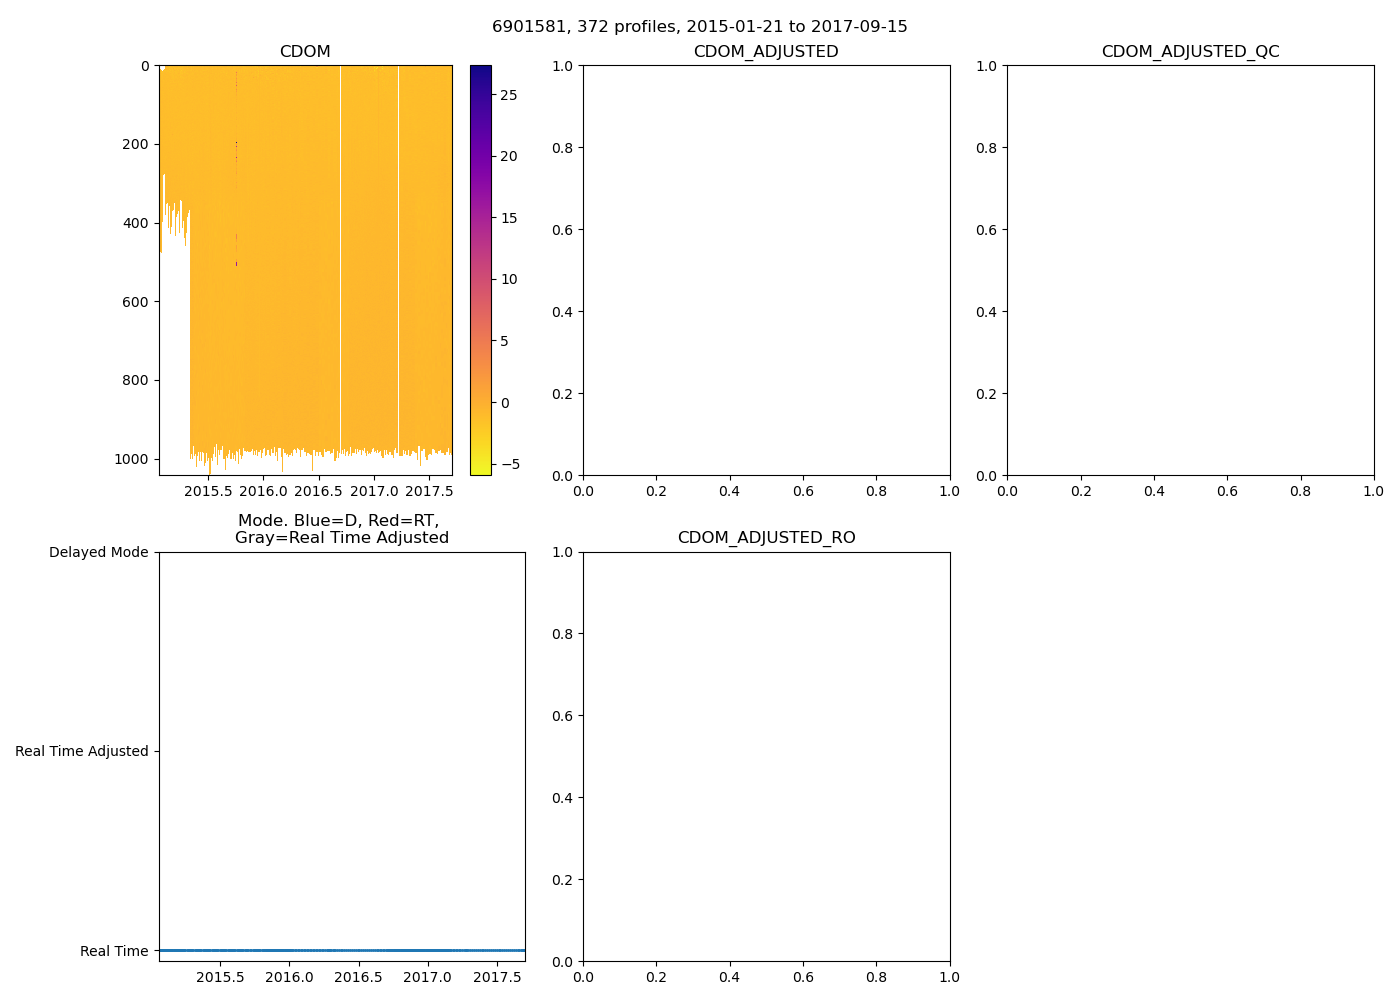 6901581, 372 profiles, 2015-01-21 to 2017-09-15
CDOM
0
200
400
600
800
1000
2015.5 2016.0 2016.5 2017.0 2017.5
25
20
15
10
5
0
−5
CDOM_ADJUSTED
1.0
0.8
0.6
0.4
0.2
0.0
0.0 0.2 0.4 0.6 0.8 1.0
CDOM_ADJUSTED_QC
1.0
0.8
0.6
0.4
0.2
0.0
0.0 0.2 0.4 0.6 0.8 1.0
Mode. Blue=D, Red=RT,
Gray=Real Time Adjusted
Delayed Mode
Real Time Adjusted
Real Time
2015.5 2016.0 2016.5 2017.0 2017.5
CDOM_ADJUSTED_RO
1.0
0.8
0.6
0.4
0.2
0.0
0.0 0.2 0.4 0.6 0.8 1.0